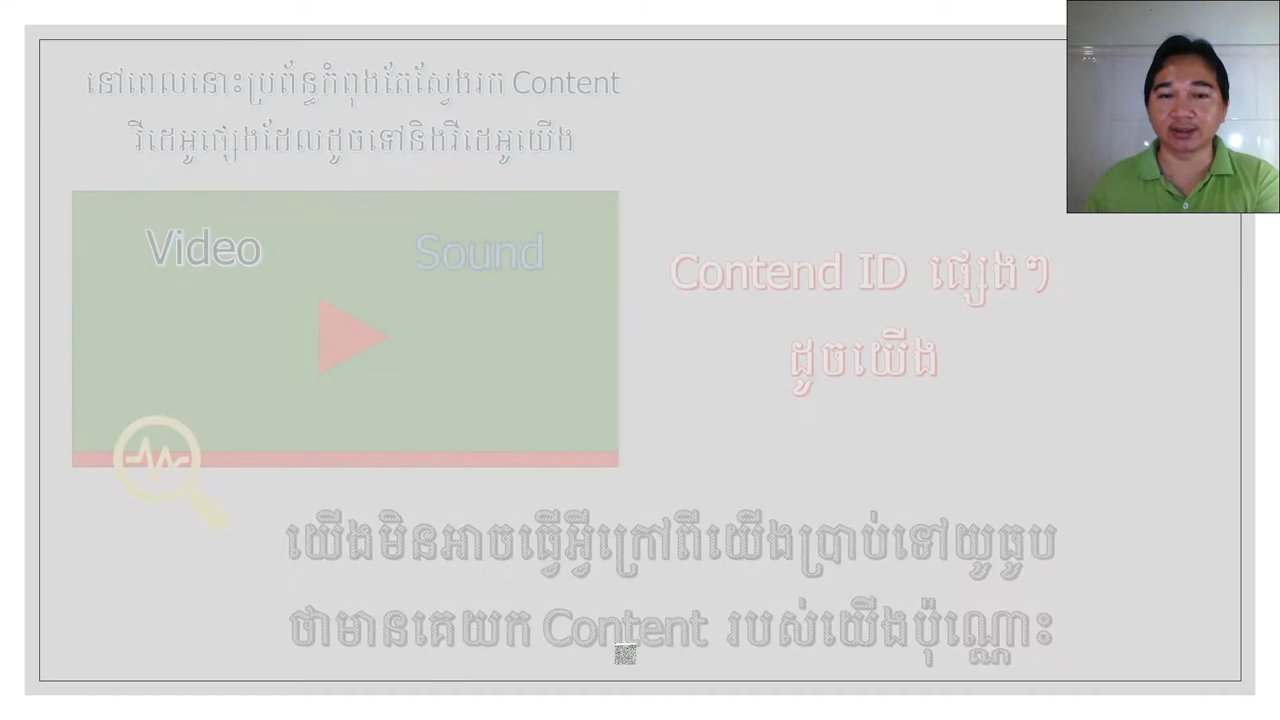 នៅពេលនោះប្រព័ន្ធកំពុងតែស្វែងរក Content
វីដេអូផ្សេងដែលដូចទៅនិងវីដេអូយើង
Video
Sound
Contend ID ផ្សេងៗ
ដូចយើង
យើងមិនអាចធ្វើអ្វីក្រៅពីយើងប្រាប់ទៅយូធូប
ថាមានគេយក Content របស់យើងប៉ុណ្ណោះ